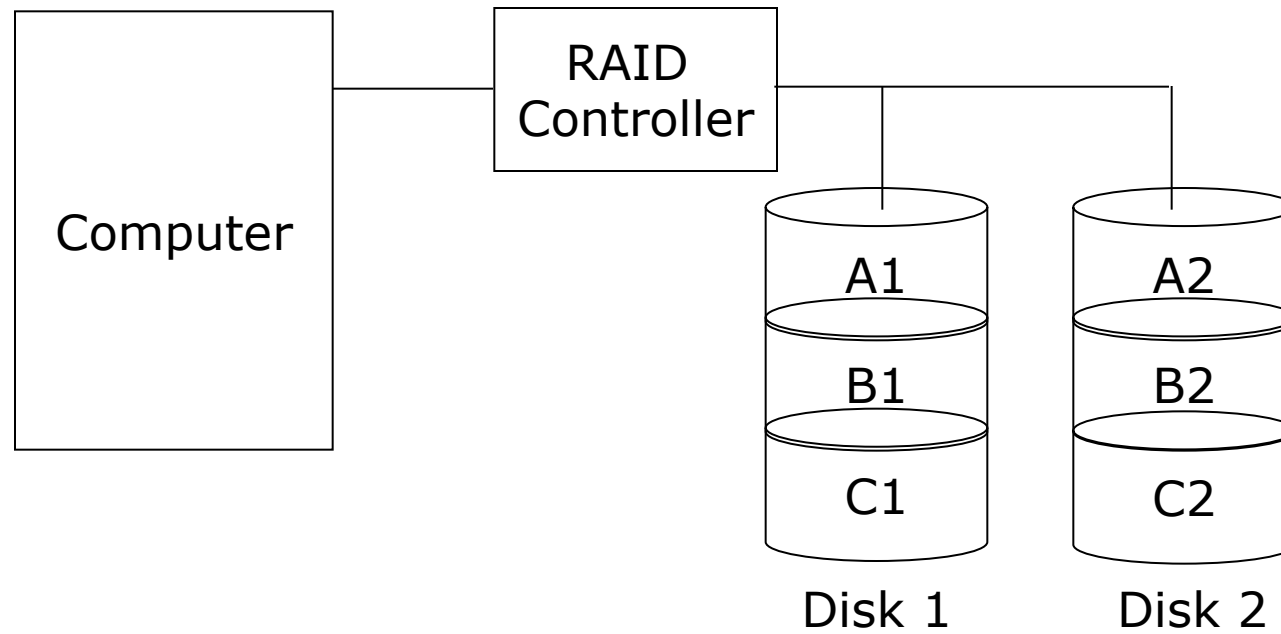 RAID
Controller
Computer
A1
A2
B1
B2
C1
C2
Disk 1
Disk 2